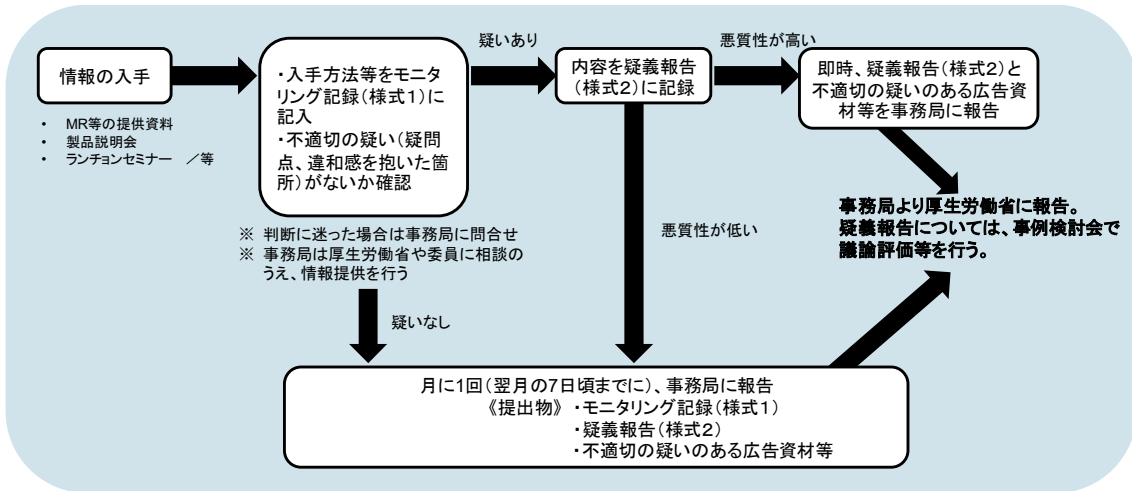 情報の入手
・ MR等の提供資料
・ 製品説明会
・ ランチョンセミナー ／等
・入手方法等をモニ
タリング記録(様式1)に
記入
・不適切の疑い(疑問
点、違和感を抱いた箇
所)がないか確認
※ 判断に迷った場合は事務局に問合せ
※ 事務局は厚生労働省や委員に相談の
うえ、情報提供を行う
疑いあり
内容を疑義報告
(様式2)に記録
悪質性が高い
即時、疑義報告(様式2)と
不適切の疑いのある広告資
材等を事務局に報告
悪質性が低い
疑いなし
事務局より厚生労働省に報告。
疑義報告については、事例検討会で
議論評価等を行う。
月に1回(翌月の7日頃までに)、事務局に報告
《提出物》 ・モニタリング記録(様式1)
・疑義報告(様式2)
・不適切の疑いのある広告資材等